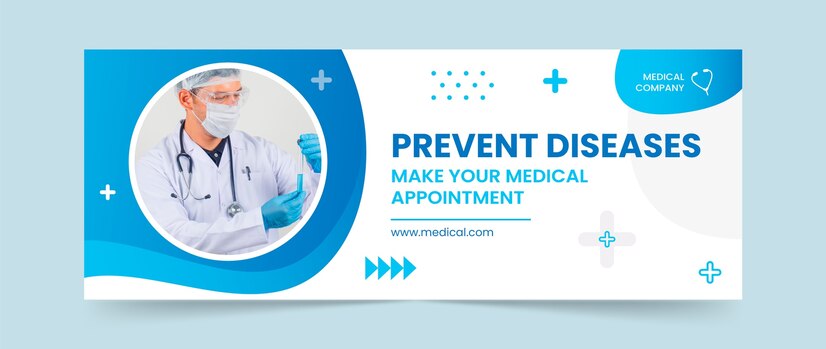 MEDICAL
COMPANY
PREVENT DISEASES
MAKE YOUR MEDICAL
APPOINTMENT
www.medical.com